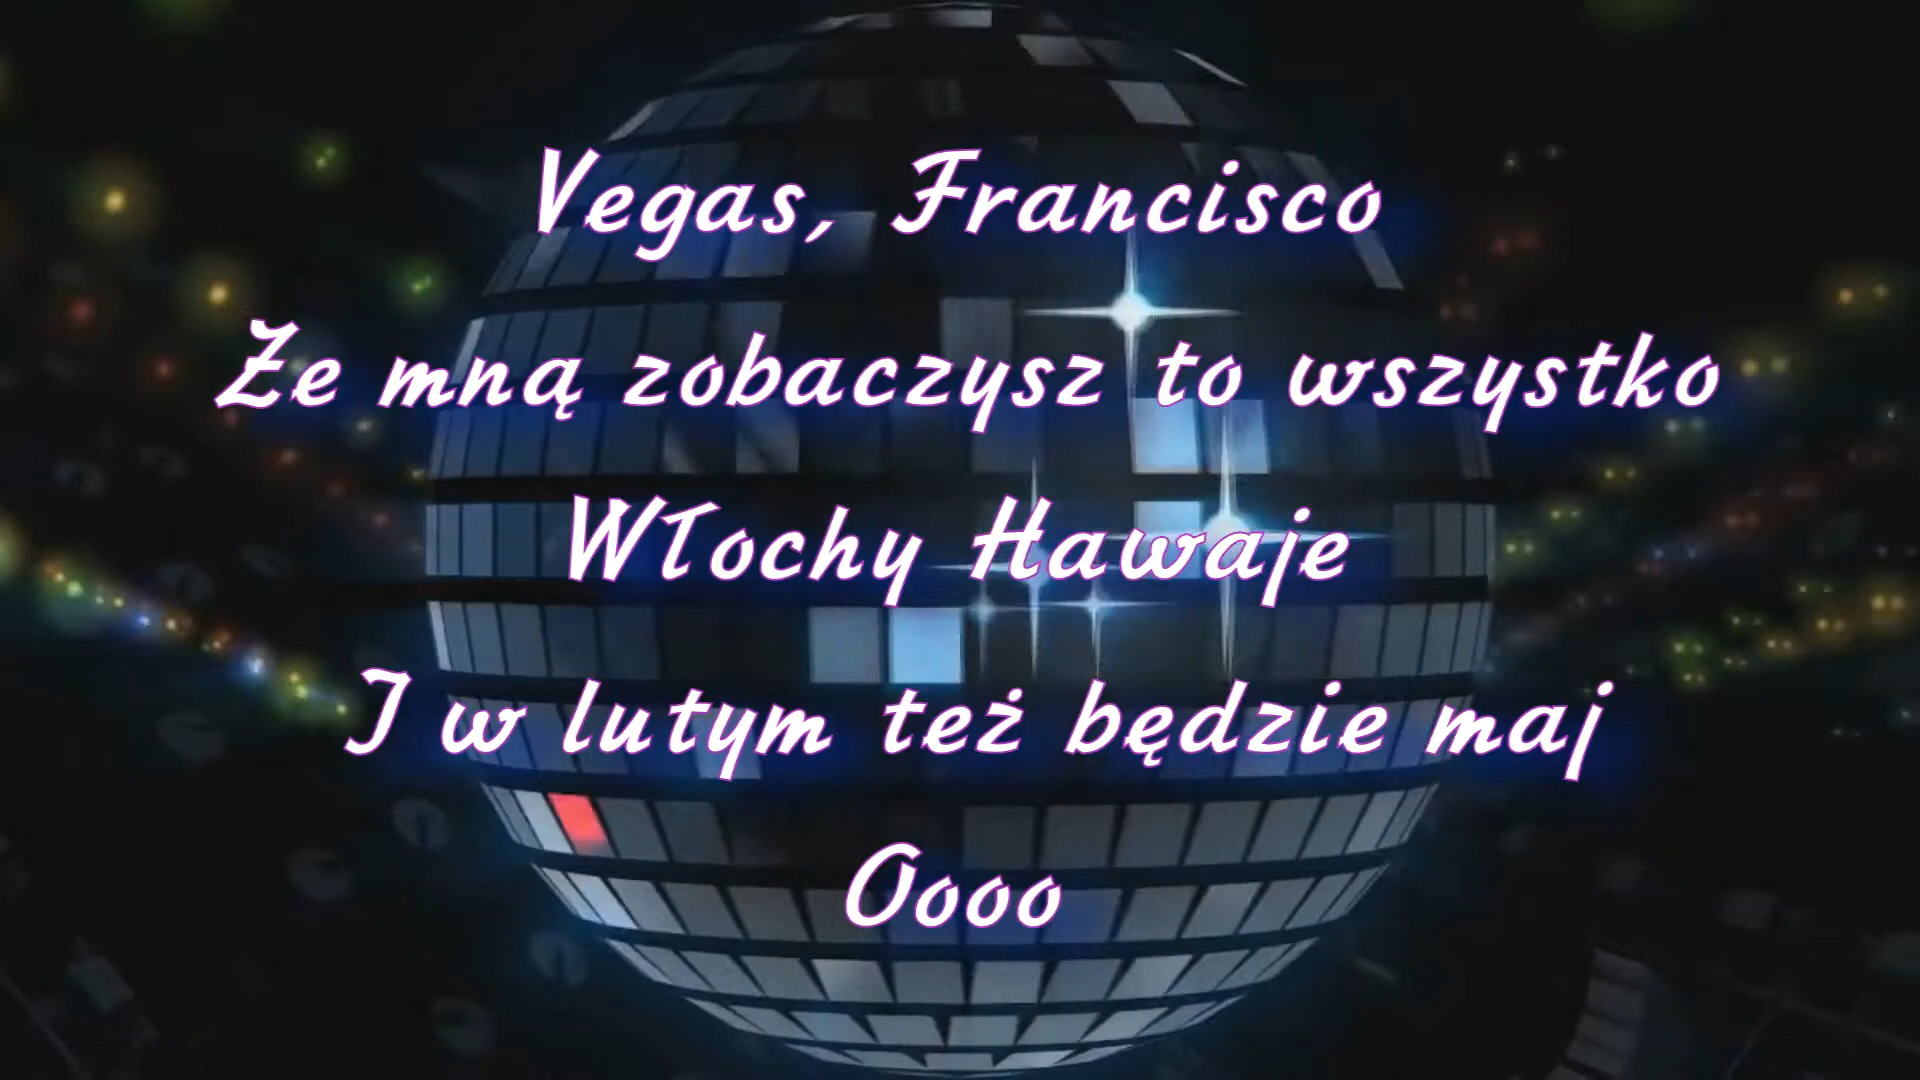 Vegas, Francisco
Że mną zobaczysz to wszystko
Włochy Hawaje
I w lutym też będzie maj
Oooo